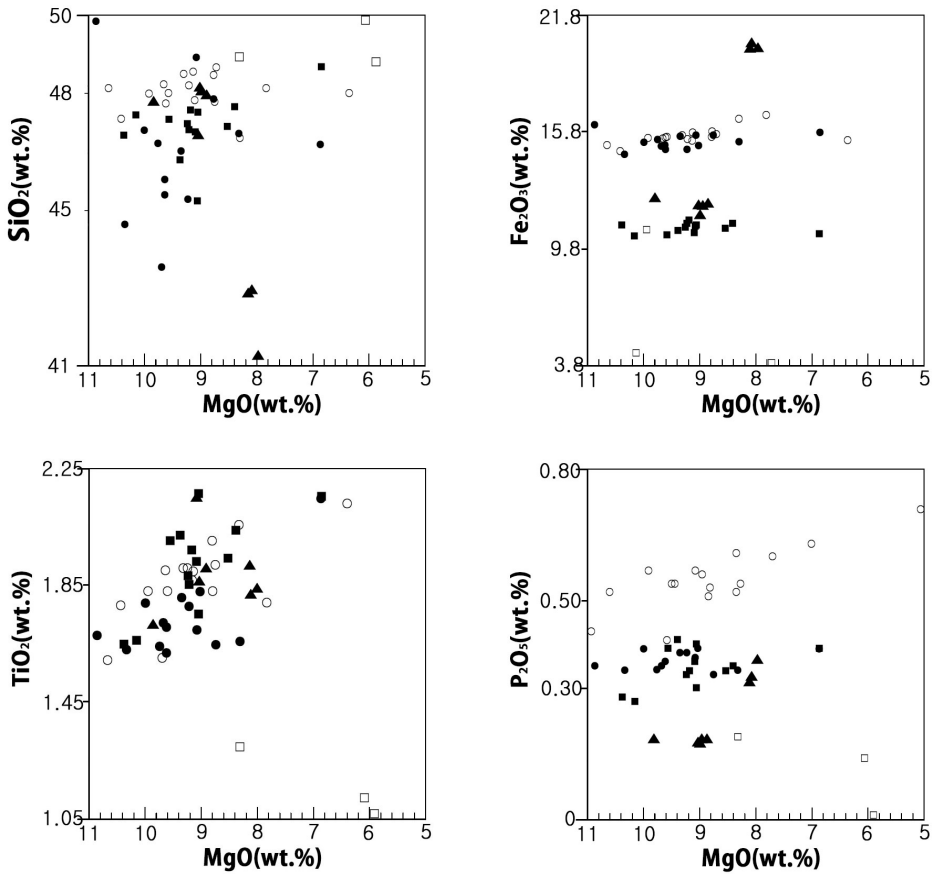 50
48
45
41
SiO₂(wt.%)
11 10 9 8 7 6 5
MgO(wt.%)
21.8
15.8
9.8
3.8
Fe₂O₃(wt.%)
11 10 9 8 7 6 5
MgO(wt.%)
2.25
1.85
1.45
1.05
TiO₂(wt.%)
11 10 9 8 7 6 5
MgO(wt.%)
0.80
0.50
0.30
0
P₂O₅(wt.%)
11 10 9 8 7 6 5
MgO(wt.%)